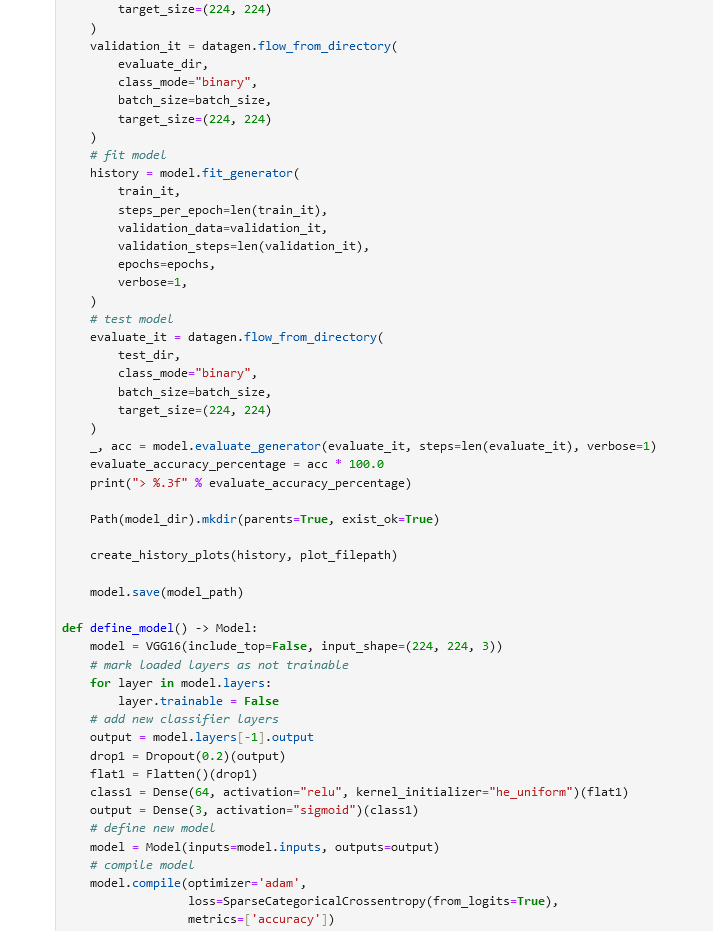 target_size=(224, 224)
)
validation_it = datagen.flow_from_directory(
evaluate_dir,
class_mode="binary",
batch_size=batch_size,
target_size=(224, 224)
)
# fit model
history = model.fit_generator(
train_it,
steps_per_epoch=len(train_it),
validation_data=validation_it,
validation_steps=len(validation_it),
epochs=epochs,
verbose=1,
)
# test model
evaluate_it = datagen.flow_from_directory(
test_dir,
class_mode="binary",
batch_size=batch_size,
target_size=(224, 224)
)
_, acc = model.evaluate_generator(evaluate_it, steps=len(evaluate_it), verbose=1)
evaluate_accuracy_percentage = acc * 100.0
print("> %.3f" % evaluate_accuracy_percentage)
Path(model_dir).mkdir(parents=True, exist_ok=True)
create_history_plots(history, plot_filepath)
model.save(model_path)
def define_model() -> Model:
model = VGG16(include_top=False, input_shape=(224, 224, 3))
# mark loaded layers as not trainable
for layer in model.layers:
layer.trainable = False
# add new classifier layers
output = model.layers[-1].output
drop1 = Dropout(0.2)(output)
flat1 = Flatten()(drop1)
class1 = Dense(64, activation="relu", kernel_initializer="he_uniform")(flat1)
output = Dense(3, activation="sigmoid")(class1)
# define new model
model = Model(inputs=model.inputs, outputs=output)
# compile model
model.compile(optimizer='adam',
loss=SparseCategoricalCrossentropy(from_logits=True),
metrics=['accuracy'])